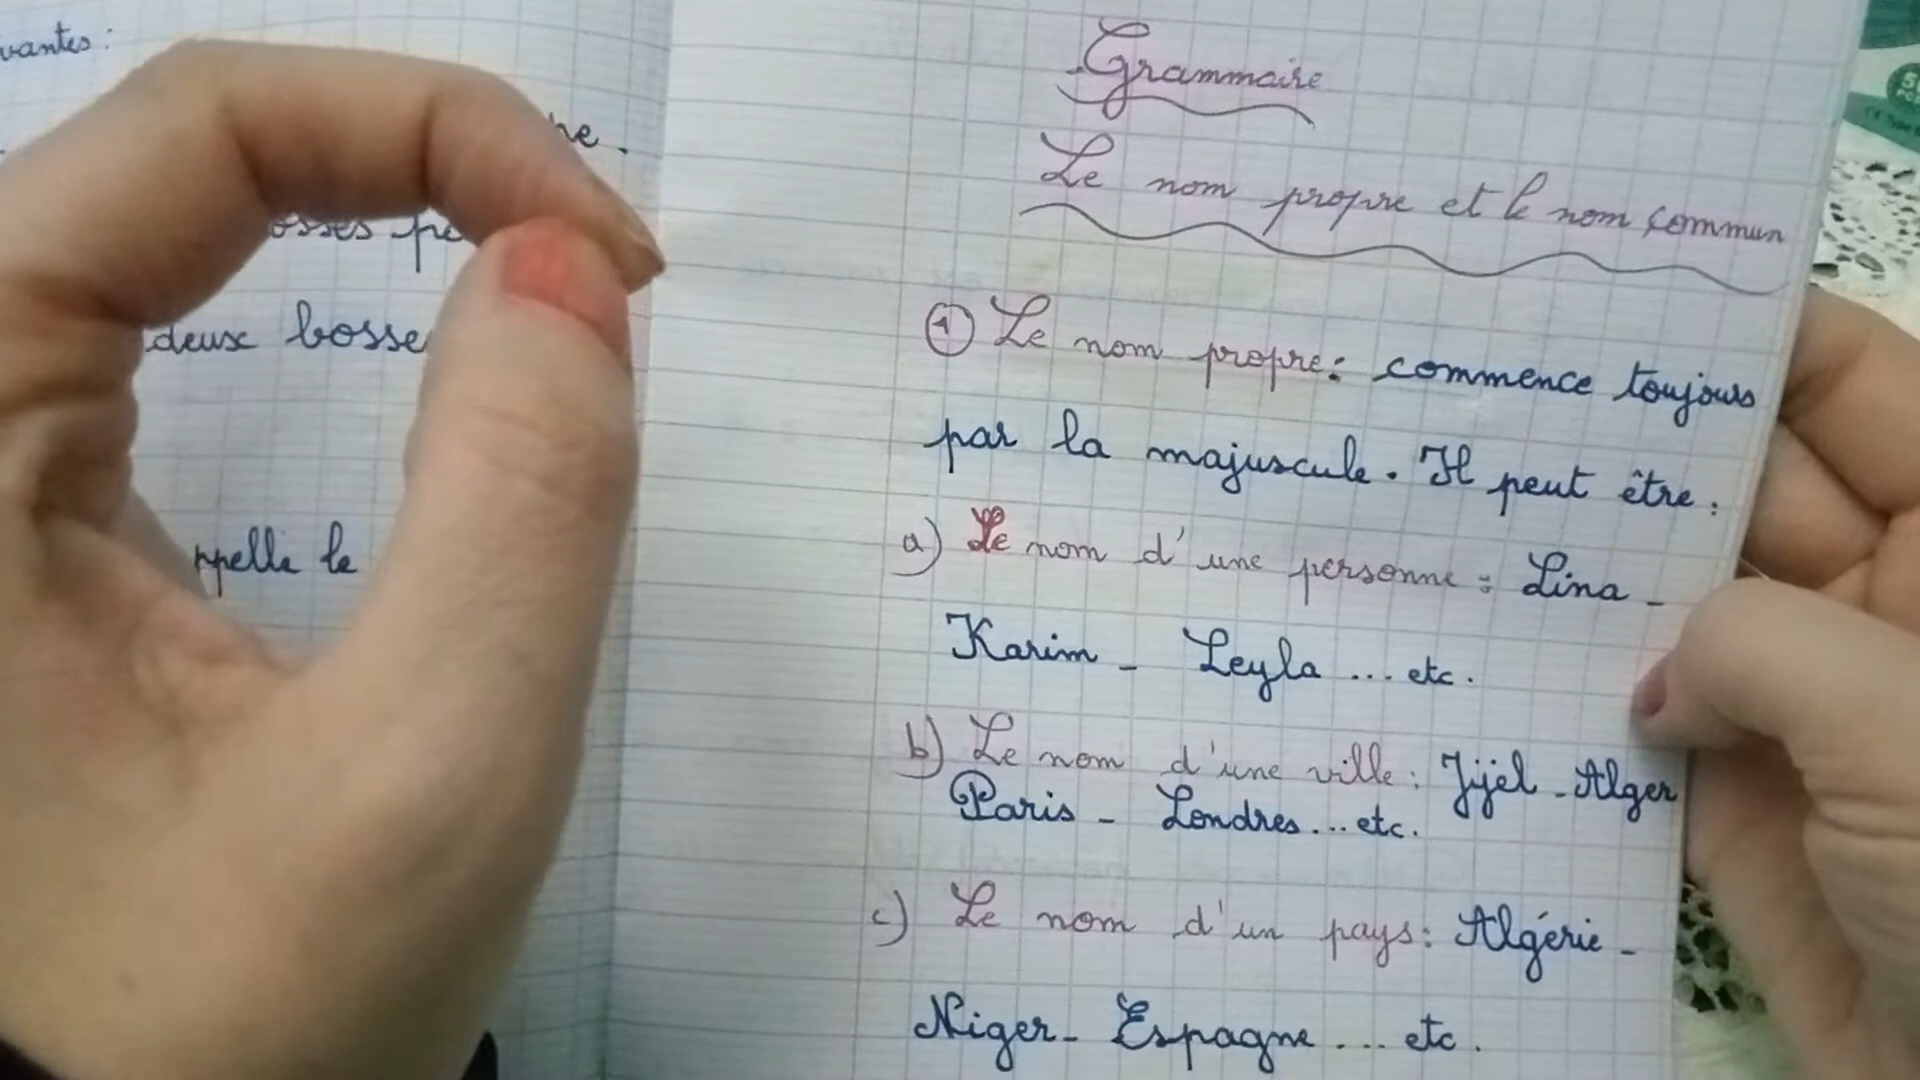 vantes :
deux bosse
ppelle le
Grammaire
Le nom propre et le nom commun
1 Le nom propre : commence toujours
par la majuscule. Il peut être :
a) Le nom d'une personne : Lina -
Karim - Leyla ... etc.
b) Le nom d'une ville : Jijel - Alger
Paris - Londres ... etc.
c) Le nom d'un pays : Algérie -
Niger - Espagne ... etc.